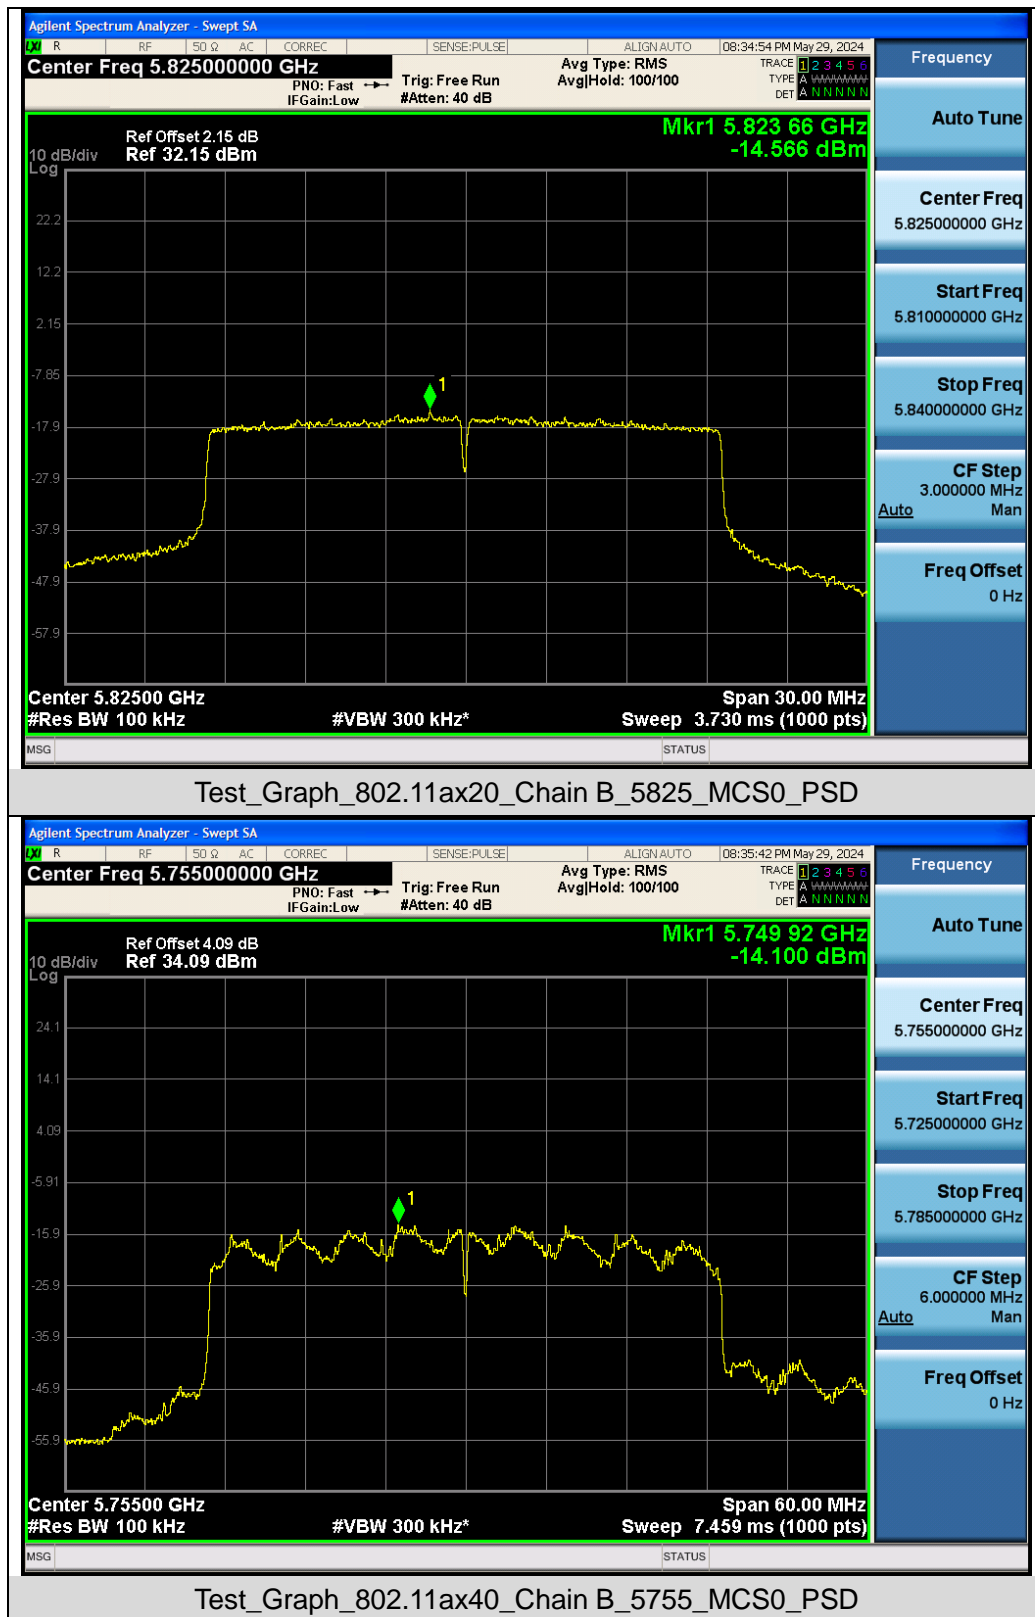 Agilent Spectrum Analyzer - Swept SA
LXI R RF 50 Ω AC CORREC SENSE:PULSE ALIGN AUTO 08:34:54 PM May 29, 2024
Center Freq 5.825000000 GHz Avg Type: RMS TRACE 1 2 3 4 5 6
PNO: Fast Trig: Free Run Avg|Hold: 100/100 TYPE A
IFGain:Low #Atten: 40 dB DET A N N N N N
Frequency
Auto Tune
Center Freq
5.825000000 GHz
Start Freq
5.810000000 GHz
Stop Freq
5.840000000 GHz
CF Step
3.000000 MHz
Auto Man
Freq Offset
0 Hz
Mkr1 5.823 66 GHz
-14.566 dBm
Ref Offset 2.15 dB
10 dB/div Ref 32.15 dBm
Log
22.2
12.2
2.15
-7.85
1
-17.9
-27.9
-37.9
-47.9
-57.9
Center 5.82500 GHz Span 30.00 MHz
#Res BW 100 kHz #VBW 300 kHz* Sweep 3.730 ms (1000 pts)
MSG STATUS
Test_Graph_802.11ax20_Chain B_5825_MCS0_PSD
Agilent Spectrum Analyzer - Swept SA
LXI R RF 50 Ω AC CORREC SENSE:PULSE ALIGN AUTO 08:35:42 PM May 29, 2024
Center Freq 5.755000000 GHz Avg Type: RMS TRACE 1 2 3 4 5 6
PNO: Fast Trig: Free Run Avg|Hold: 100/100 TYPE A
IFGain:Low #Atten: 40 dB DET A N N N N N
Frequency
Auto Tune
Center Freq
5.755000000 GHz
Start Freq
5.725000000 GHz
Stop Freq
5.785000000 GHz
CF Step
6.000000 MHz
Auto Man
Freq Offset
0 Hz
Mkr1 5.749 92 GHz
-14.100 dBm
Ref Offset 4.09 dB
10 dB/div Ref 34.09 dBm
Log
24.1
14.1
4.09
-5.91
1
-15.9
-25.9
-35.9
-45.9
-55.9
Center 5.75500 GHz Span 60.00 MHz
#Res BW 100 kHz #VBW 300 kHz* Sweep 7.459 ms (1000 pts)
MSG STATUS
Test_Graph_802.11ax40_Chain B_5755_MCS0_PSD